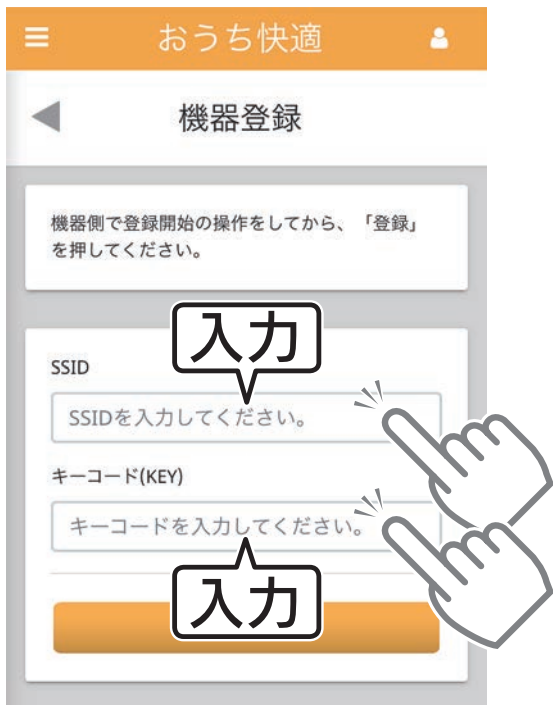 おうち快適
機器登録
機器側で登録開始の操作をしてから、「登録」
を押してください。
入力
SSID
SSIDを入力してください。
キーコード(KEY)
キーコードを入力してください。
入力